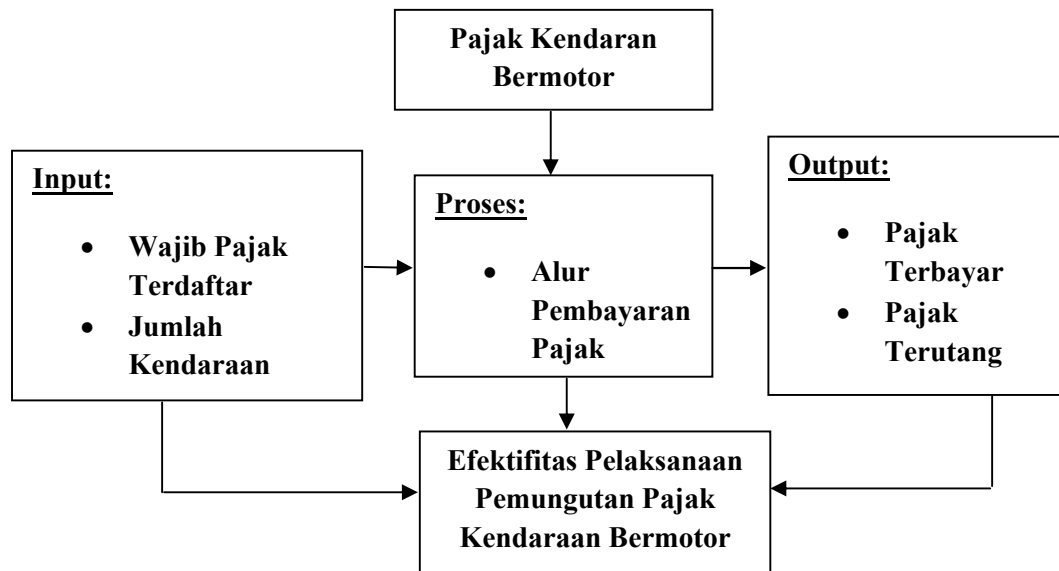 Pajak Kendaran
Bermotor
Input:
• Wajib Pajak
Terdaftar
• Jumlah
Kendaraan
Proses:
• Alur
Pembayaran
Pajak
Output:
• Pajak
Terbayar
• Pajak
Terutang
Efektifitas Pelaksanaan
Pemungutan Pajak
Kendaraan Bermotor